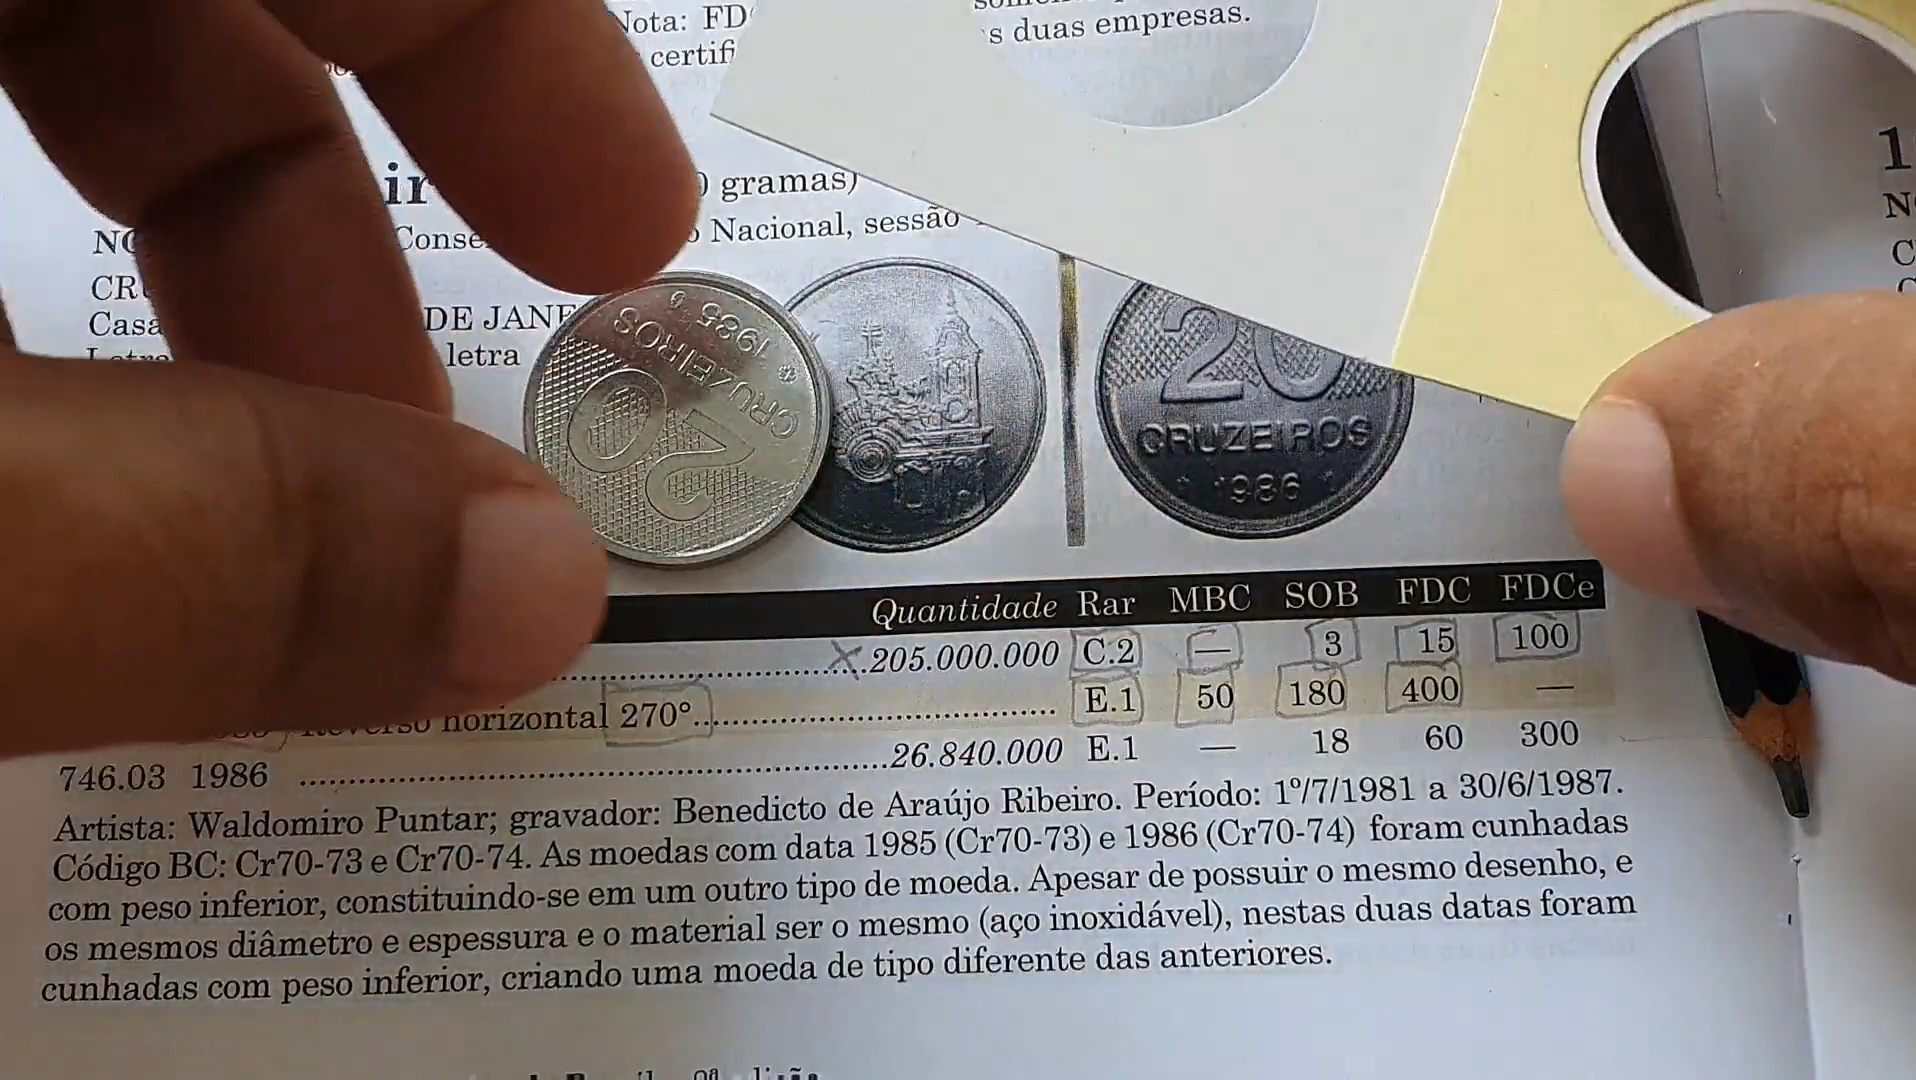 Nota: FD
certifi
s duas empresas.
ir
gramas)
Nacional, sessão
DE JANE
letra
20
CRUZEIROS
1985
20
CRUZEIROS
1986
Quantidade Rar MBC SOB FDC FDCe
205.000.000 C.2 — 3 15 100
Reverso horizontal 270° E.1 50 180 400 —
746.03 1986 26.840.000 E.1 — 18 60 300
Artista: Waldomiro Puntar; gravador: Benedicto de Araújo Ribeiro. Período: 1º/7/1981 a 30/6/1987.
Código BC: Cr70-73 e Cr70-74. As moedas com data 1985 (Cr70-73) e 1986 (Cr70-74) foram cunhadas
com peso inferior, constituindo-se em um outro tipo de moeda. Apesar de possuir o mesmo desenho, e
os mesmos diâmetro e espessura e o material ser o mesmo (aço inoxidável), nestas duas datas foram
cunhadas com peso inferior, criando uma moeda de tipo diferente das anteriores.